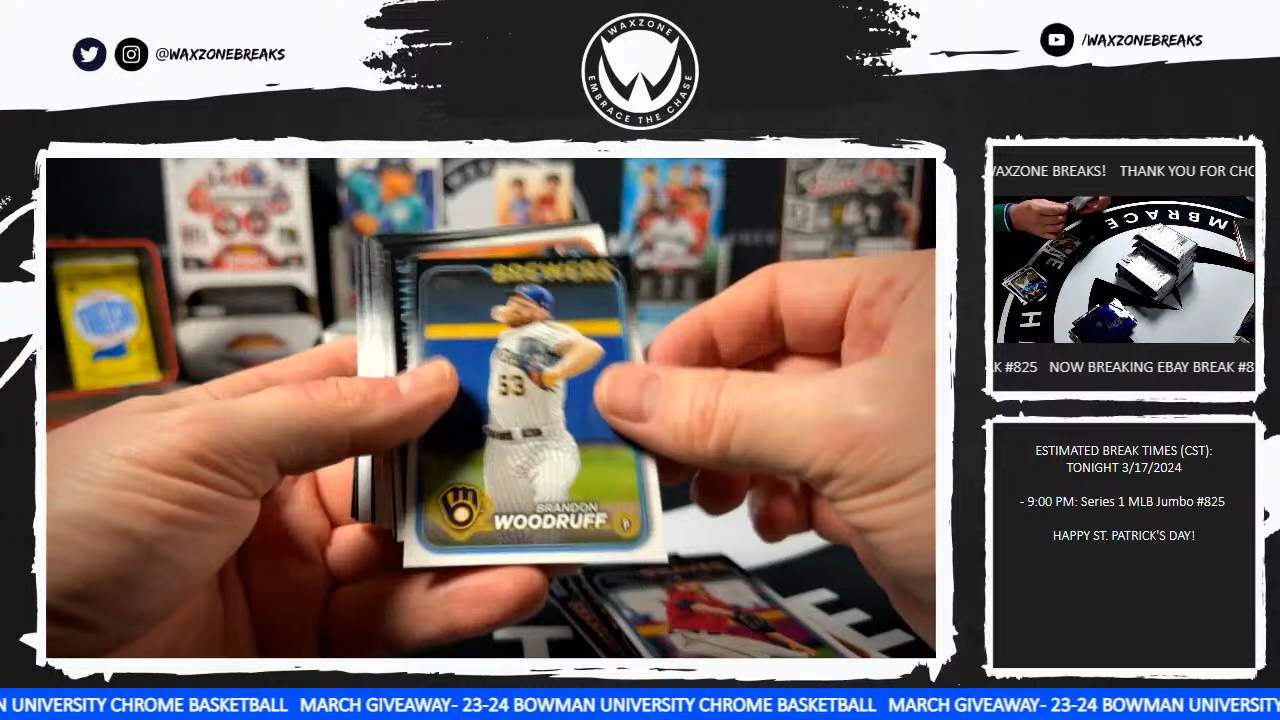 @WAXZONEBREAKS
WAXZONE
EMBRACE THE CHASE
/WAXZONEBREAKS
WAXZONE BREAKS! THANK YOU FOR CHO
EMBRACE
H
K #825 NOW BREAKING EBAY BREAK #8
BREWERS
53
BRANDON
WOODRUFF
ESTIMATED BREAK TIMES (CST):
TONIGHT 3/17/2024
- 9:00 PM: Series 1 MLB Jumbo #825
HAPPY ST. PATRICK'S DAY!
N UNIVERSITY CHROME BASKETBALL MARCH GIVEAWAY- 23-24 BOWMAN UNIVERSITY CHROME BASKETBALL MARCH GIVEAWAY- 23-24 BOWMAN UNIVERSITY